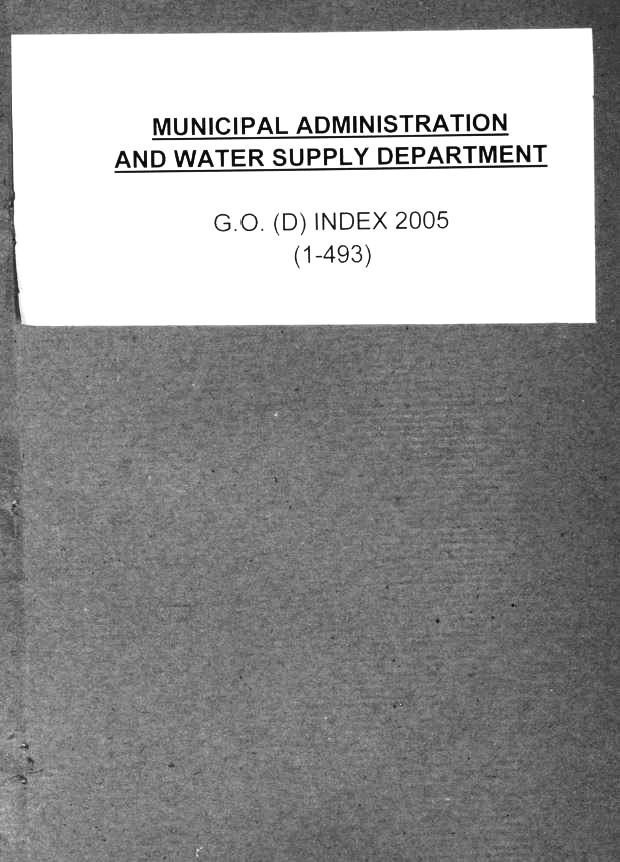 MUNICIPAL ADMINISTRATION
AND WATER SUPPLY DEPARTMENT
G.O. (D) INDEX 2005
(1-493)